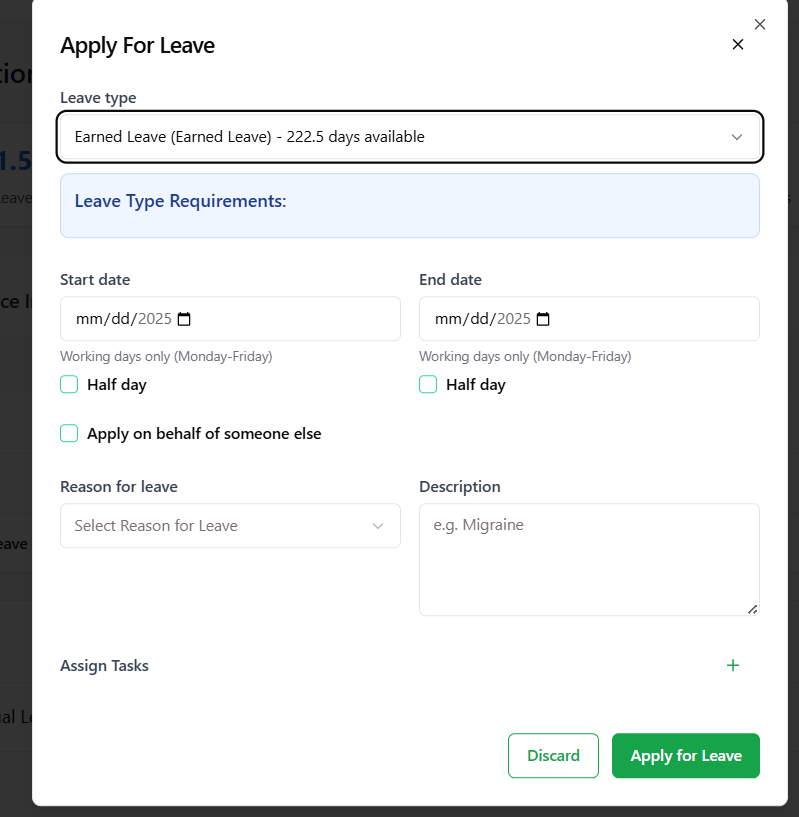 Apply For Leave
Leave type
Earned Leave (Earned Leave) - 222.5 days available
Leave Type Requirements:
Start date
End date
mm/dd/2025
mm/dd/2025
Working days only (Monday-Friday)
Working days only (Monday-Friday)
Half day
Half day
Apply on behalf of someone else
Reason for leave
Description
Select Reason for Leave
e.g. Migraine
Assign Tasks
+
Discard
Apply for Leave